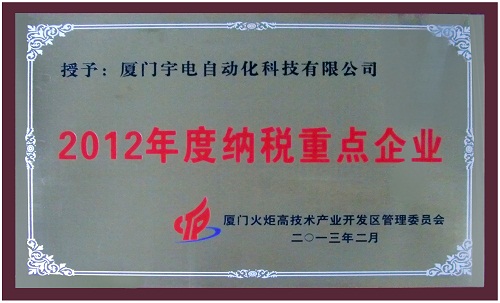 授予：厦门宇电自动化科技有限公司
2012年度纳税重点企业
厦门火炬高技术产业开发区管理委员会
二〇一三年二月